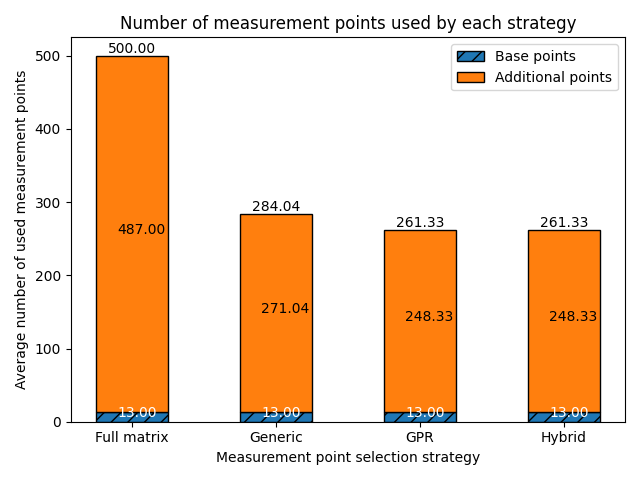 Number of measurement points used by each strategy
Base points
Additional points
Average number of used measurement points
500
400
300
200
100
0
500.00
284.04
261.33
261.33
487.00
271.04
248.33
248.33
13.00
13.00
13.00
13.00
Full matrix
Generic
GPR
Hybrid
Measurement point selection strategy